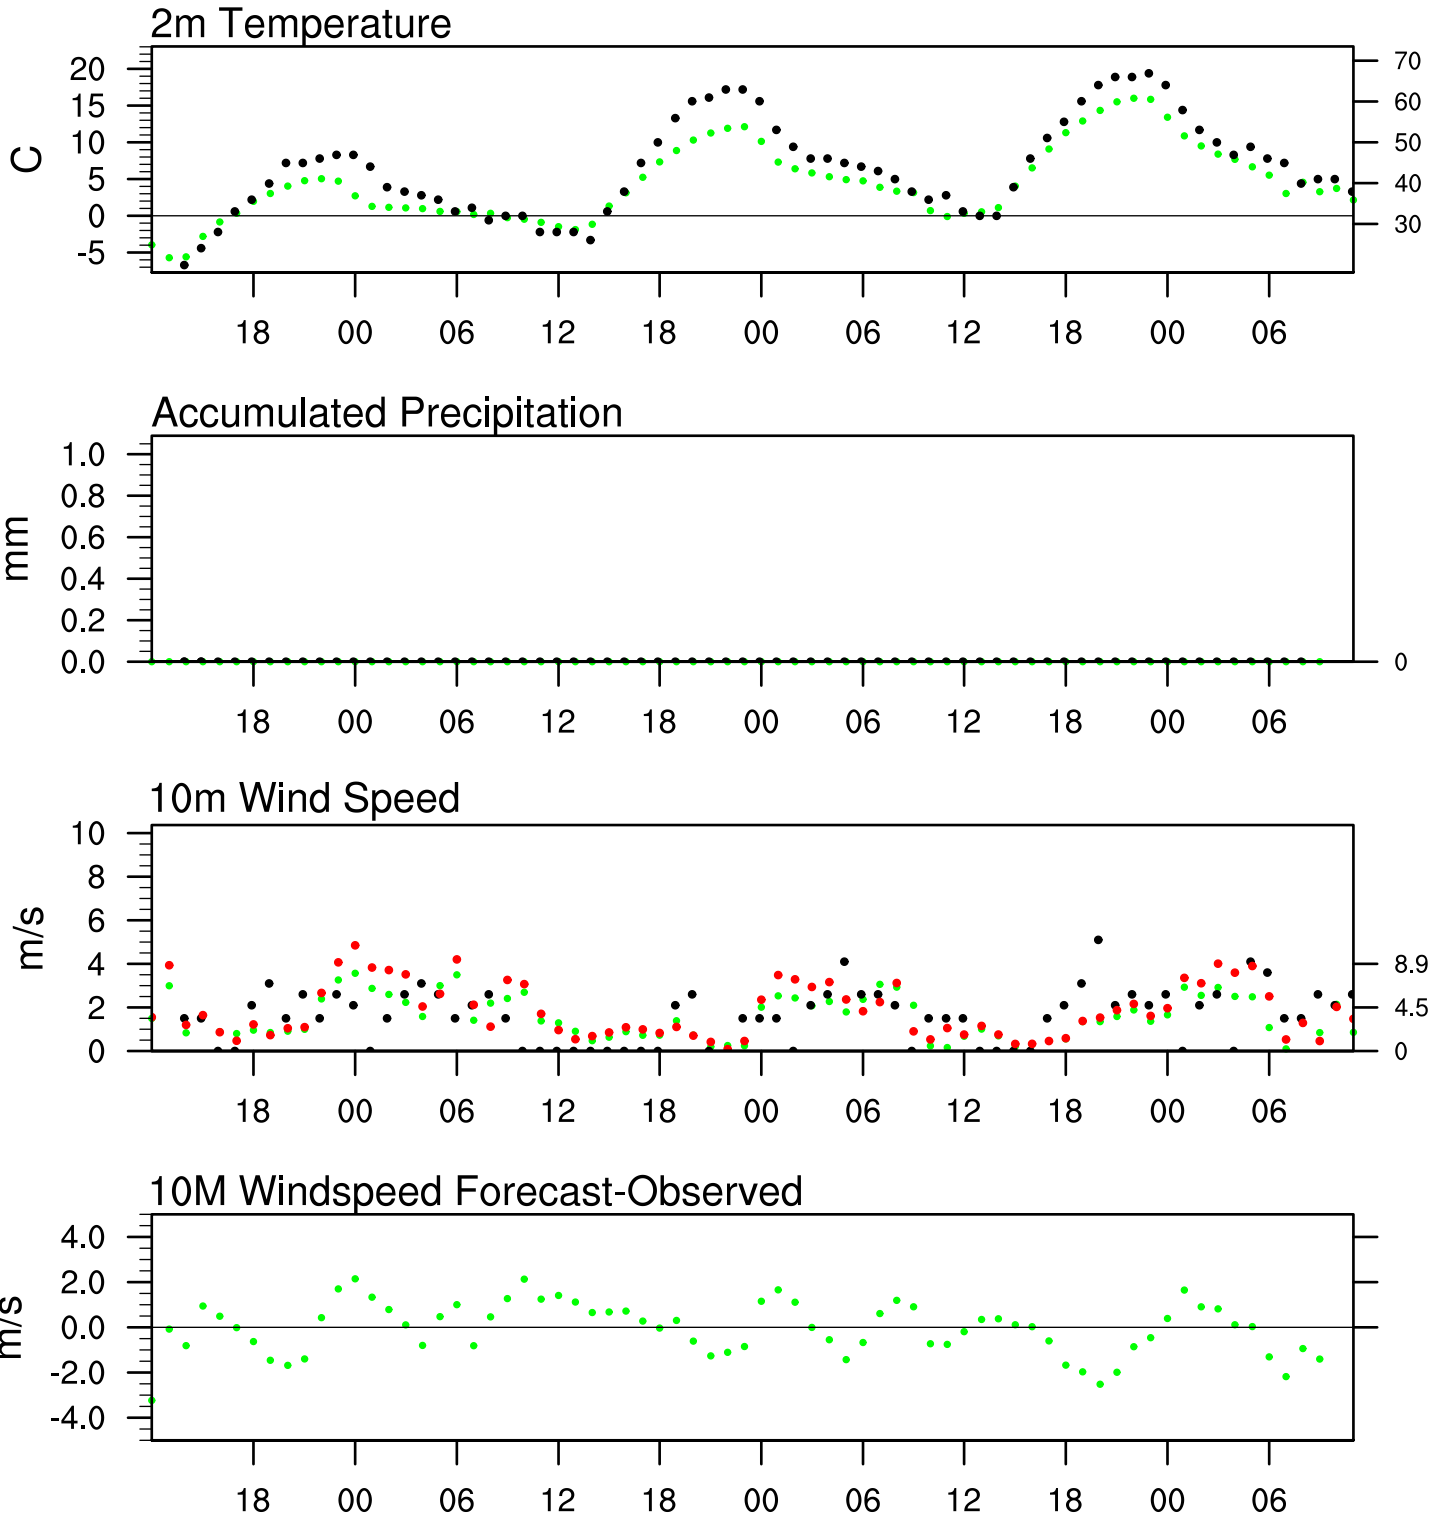 2m Temperature
20
15
10
5
0
-5
C
70
60
50
40
30
18 00 06 12 18 00 06 12 18 00 06
Accumulated Precipitation
1.0
0.8
0.6
0.4
0.2
0.0
mm
0
18 00 06 12 18 00 06 12 18 00 06
10m Wind Speed
10
8
6
4
2
0
m/s
8.9
4.5
0
18 00 06 12 18 00 06 12 18 00 06
10M Windspeed Forecast-Observed
4.0
2.0
0.0
-2.0
-4.0
m/s
18 00 06 12 18 00 06 12 18 00 06